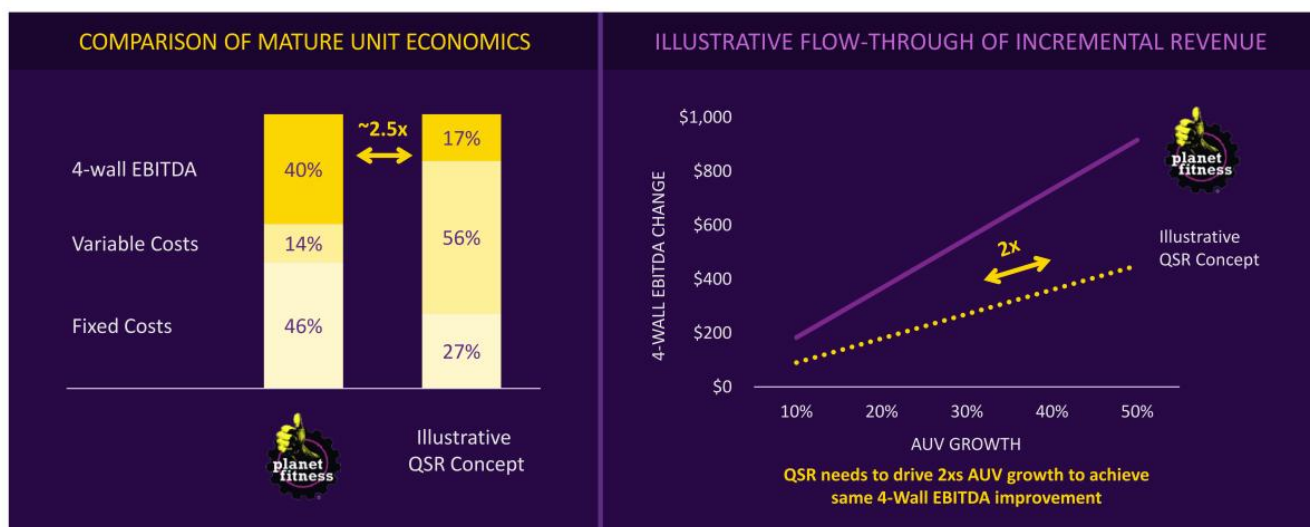 COMPARISON OF MATURE UNIT ECONOMICS
4-wall EBITDA
Variable Costs
Fixed Costs
40%
14%
46%
~2.5x
17%
56%
27%
planet
fitness
Illustrative
QSR Concept
ILLUSTRATIVE FLOW-THROUGH OF INCREMENTAL REVENUE
4-WALL EBITDA CHANGE
$1,000
$800
$600
$400
$200
$0
2x
planet
fitness
Illustrative
QSR Concept
10% 20% 30% 40% 50%
AUV GROWTH
QSR needs to drive 2xs AUV growth to achieve
same 4-Wall EBITDA improvement